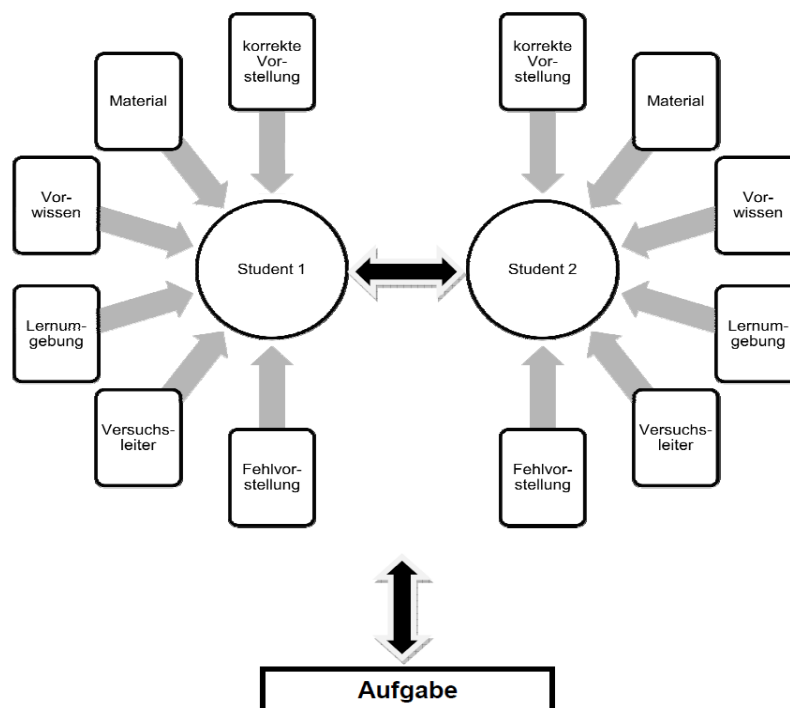 korrekte
Vor-
stellung
korrekte
Vor-
stellung
Material
Material
Vor-
wissen
Vor-
wissen
Student 1
Student 2
Lernum-
gebung
Lernum-
gebung
Versuchs-
leiter
Versuchs-
leiter
Fehlvor-
stellung
Fehlvor-
stellung
Aufgabe